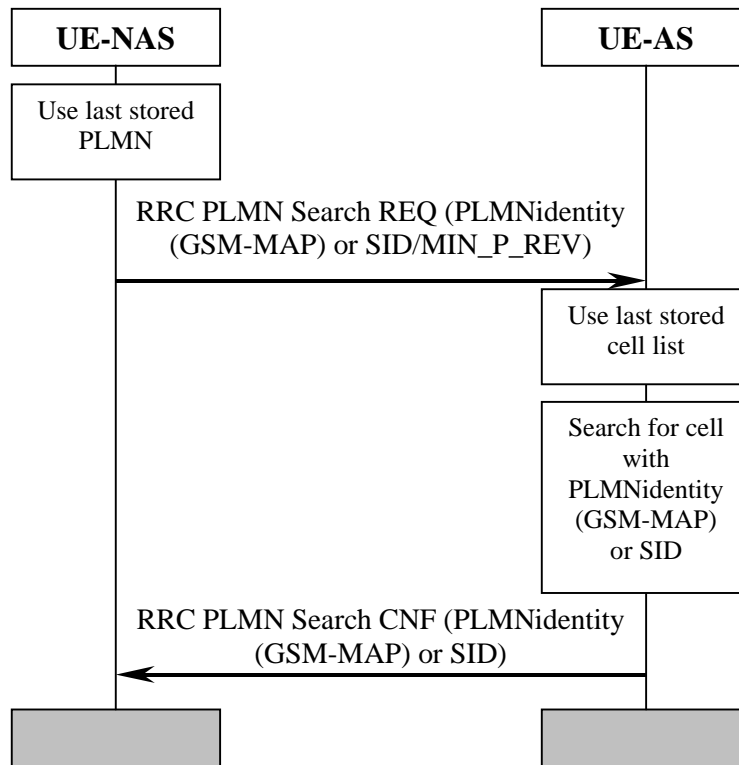 UE-NAS
UE-AS
Use last stored
PLMN
RRC PLMN Search REQ (PLMNidentity
(GSM-MAP) or SID/MIN_P_REV)
Use last stored
cell list
Search for cell
with
PLMNidentity
(GSM-MAP)
or SID
RRC PLMN Search CNF (PLMNidentity
(GSM-MAP) or SID)